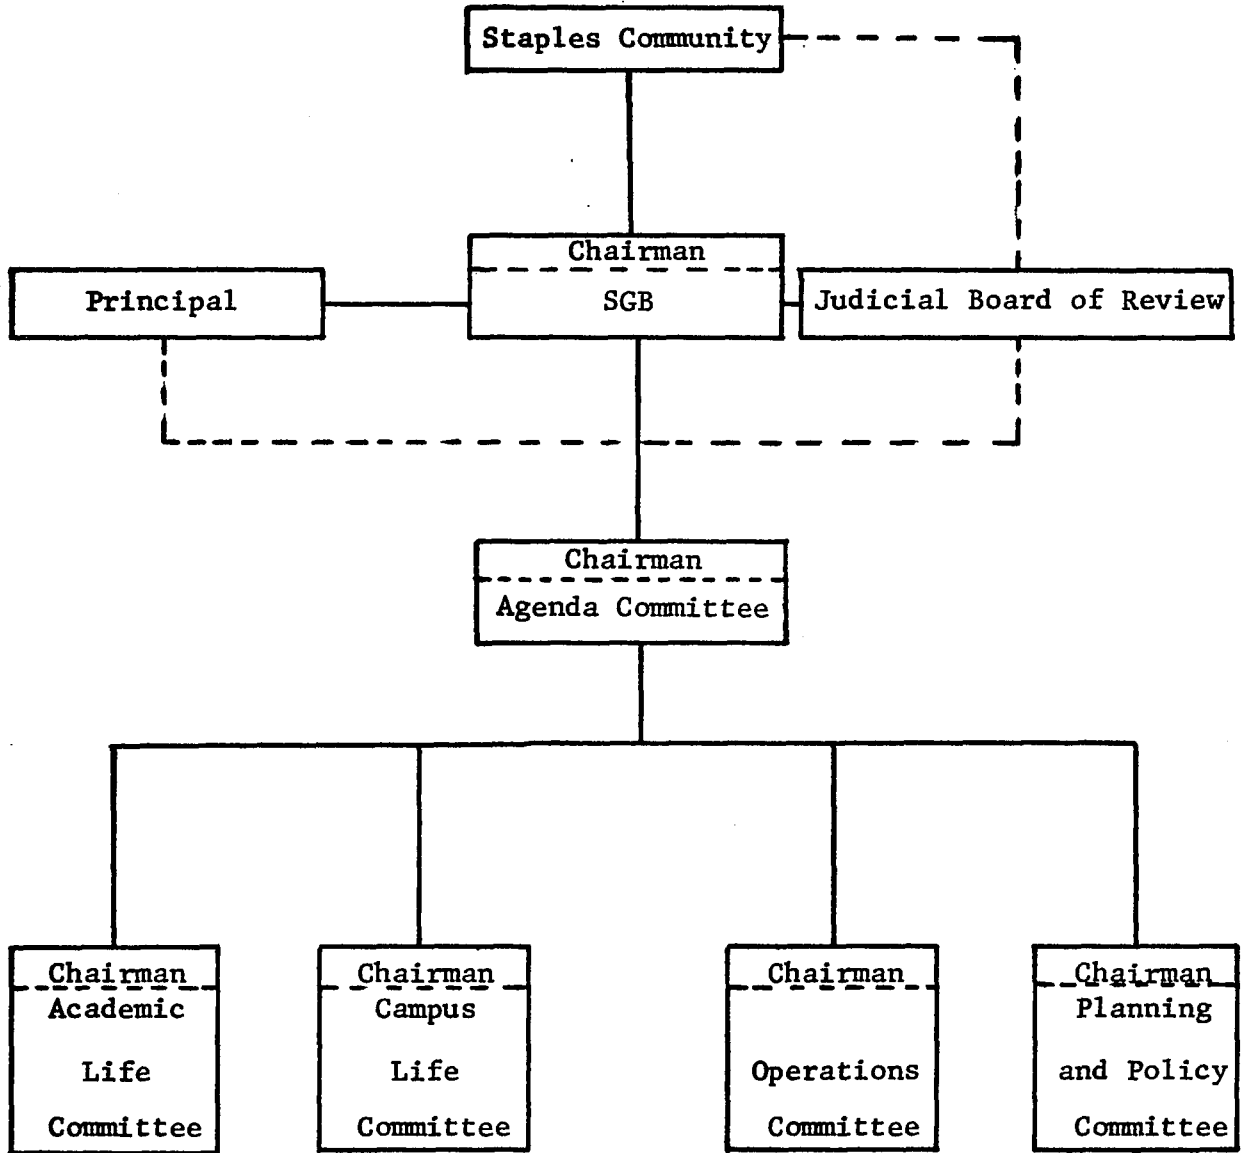 Staples Community
Chairman
SGB
Principal
Judicial Board of Review
Chairman
Agenda Committee
Chairman
Academic
Life
Committee
Chairman
Campus
Life
Committee
Chairman
Operations
Committee
Chairman
Planning
and Policy
Committee